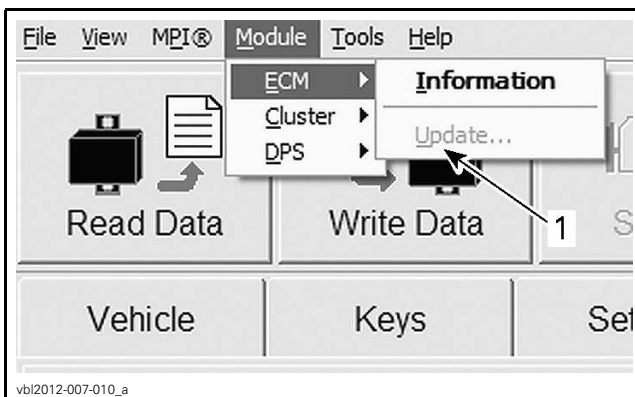 File View MPI® Module Tools Help
ECM Information
Cluster Update...
DPS
1
Read Data Write Data S
Vehicle Keys Set
vbl2012-007-010_a